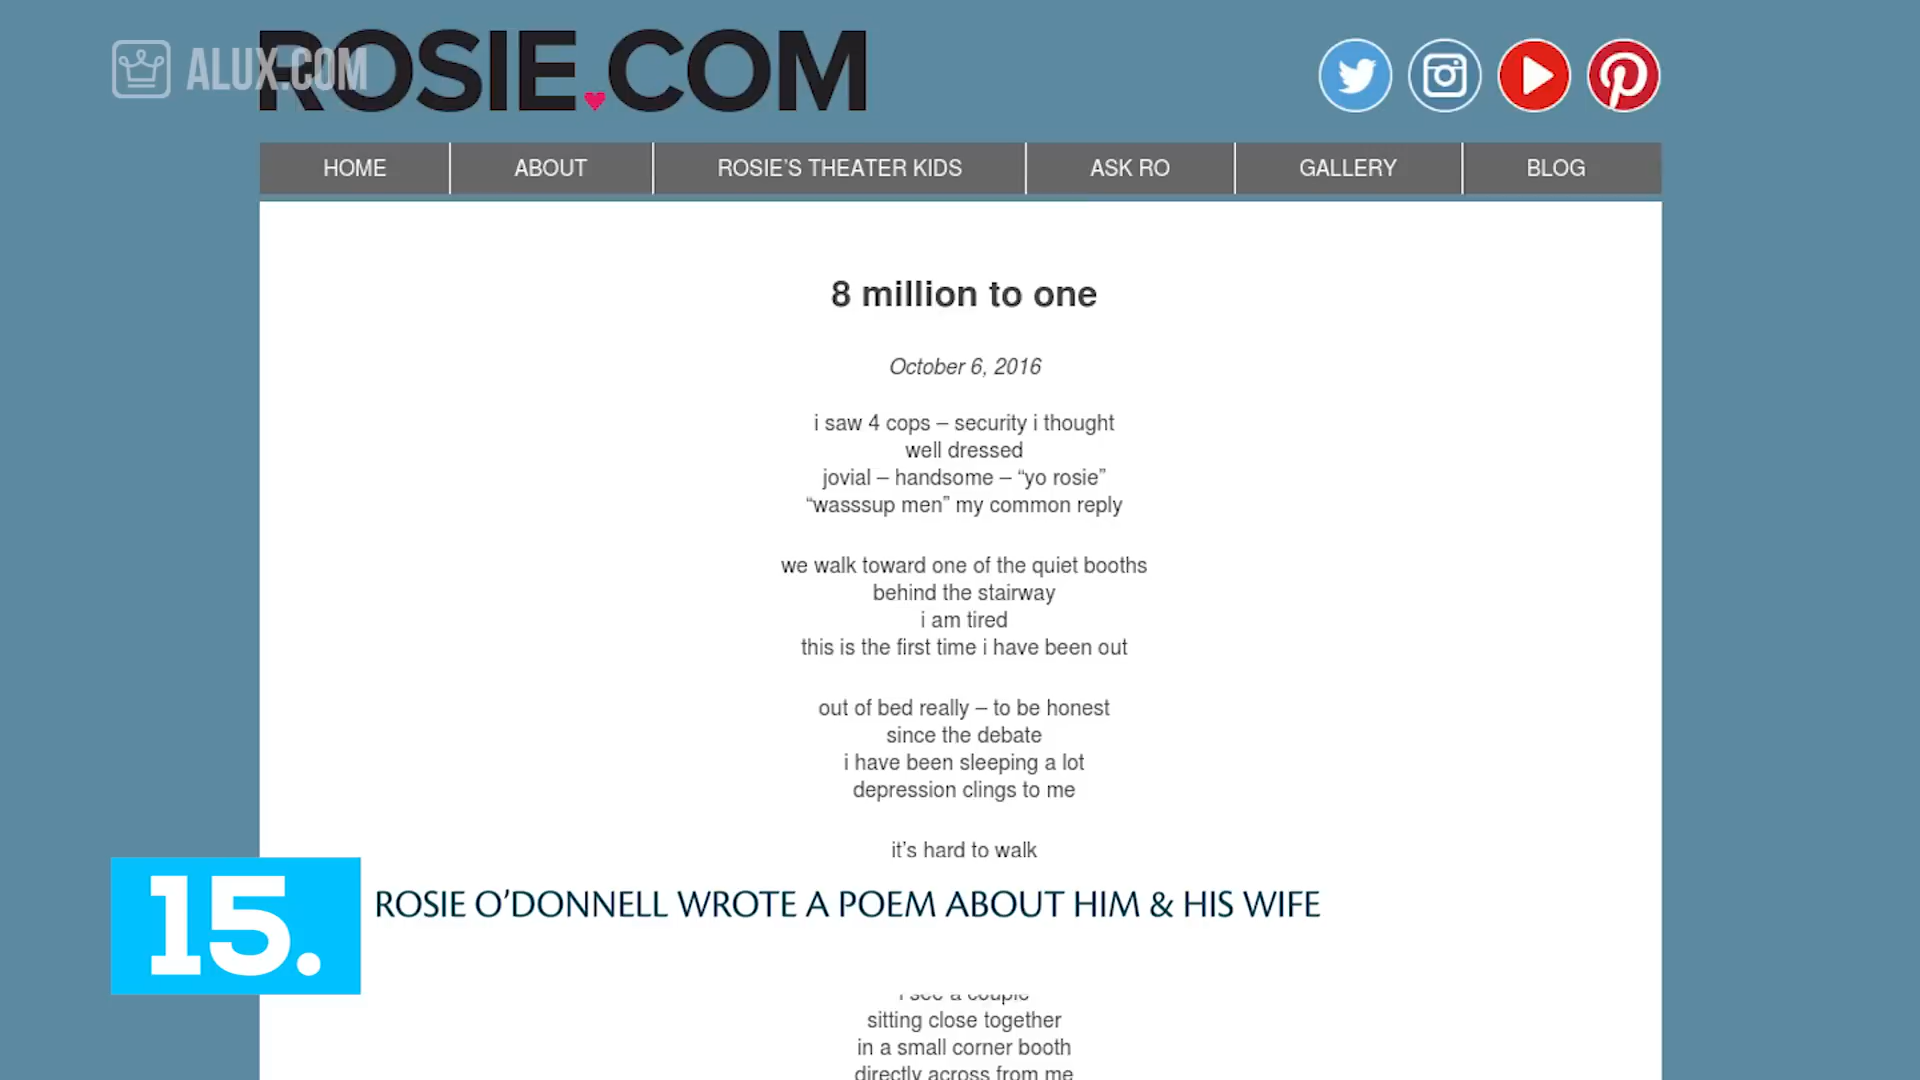 ALUX.COM
ROSIE.COM
HOME
ABOUT
ROSIE'S THEATER KIDS
ASK RO
GALLERY
BLOG
8 million to one
October 6, 2016
i saw 4 cops – security i thought
well dressed
jovial – handsome – “yo rosie”
“wasssup men” my common reply
we walk toward one of the quiet booths
behind the stairway
i am tired
this is the first time i have been out
out of bed really – to be honest
since the debate
i have been sleeping a lot
depression clings to me
it’s hard to walk
15.
ROSIE O’DONNELL WROTE A POEM ABOUT HIM & HIS WIFE
i see a couple
sitting close together
in a small corner booth
directly across from me